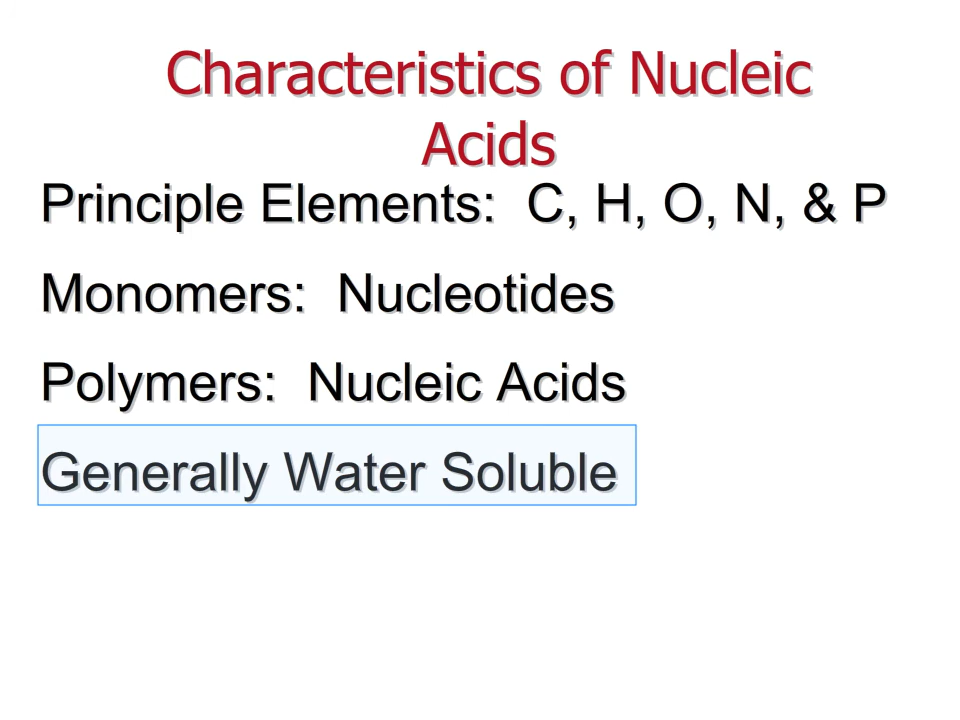 Characteristics of Nucleic
Acids
Principle Elements:  C, H, O, N, & P
Monomers:  Nucleotides
Polymers:  Nucleic Acids
Generally Water Soluble